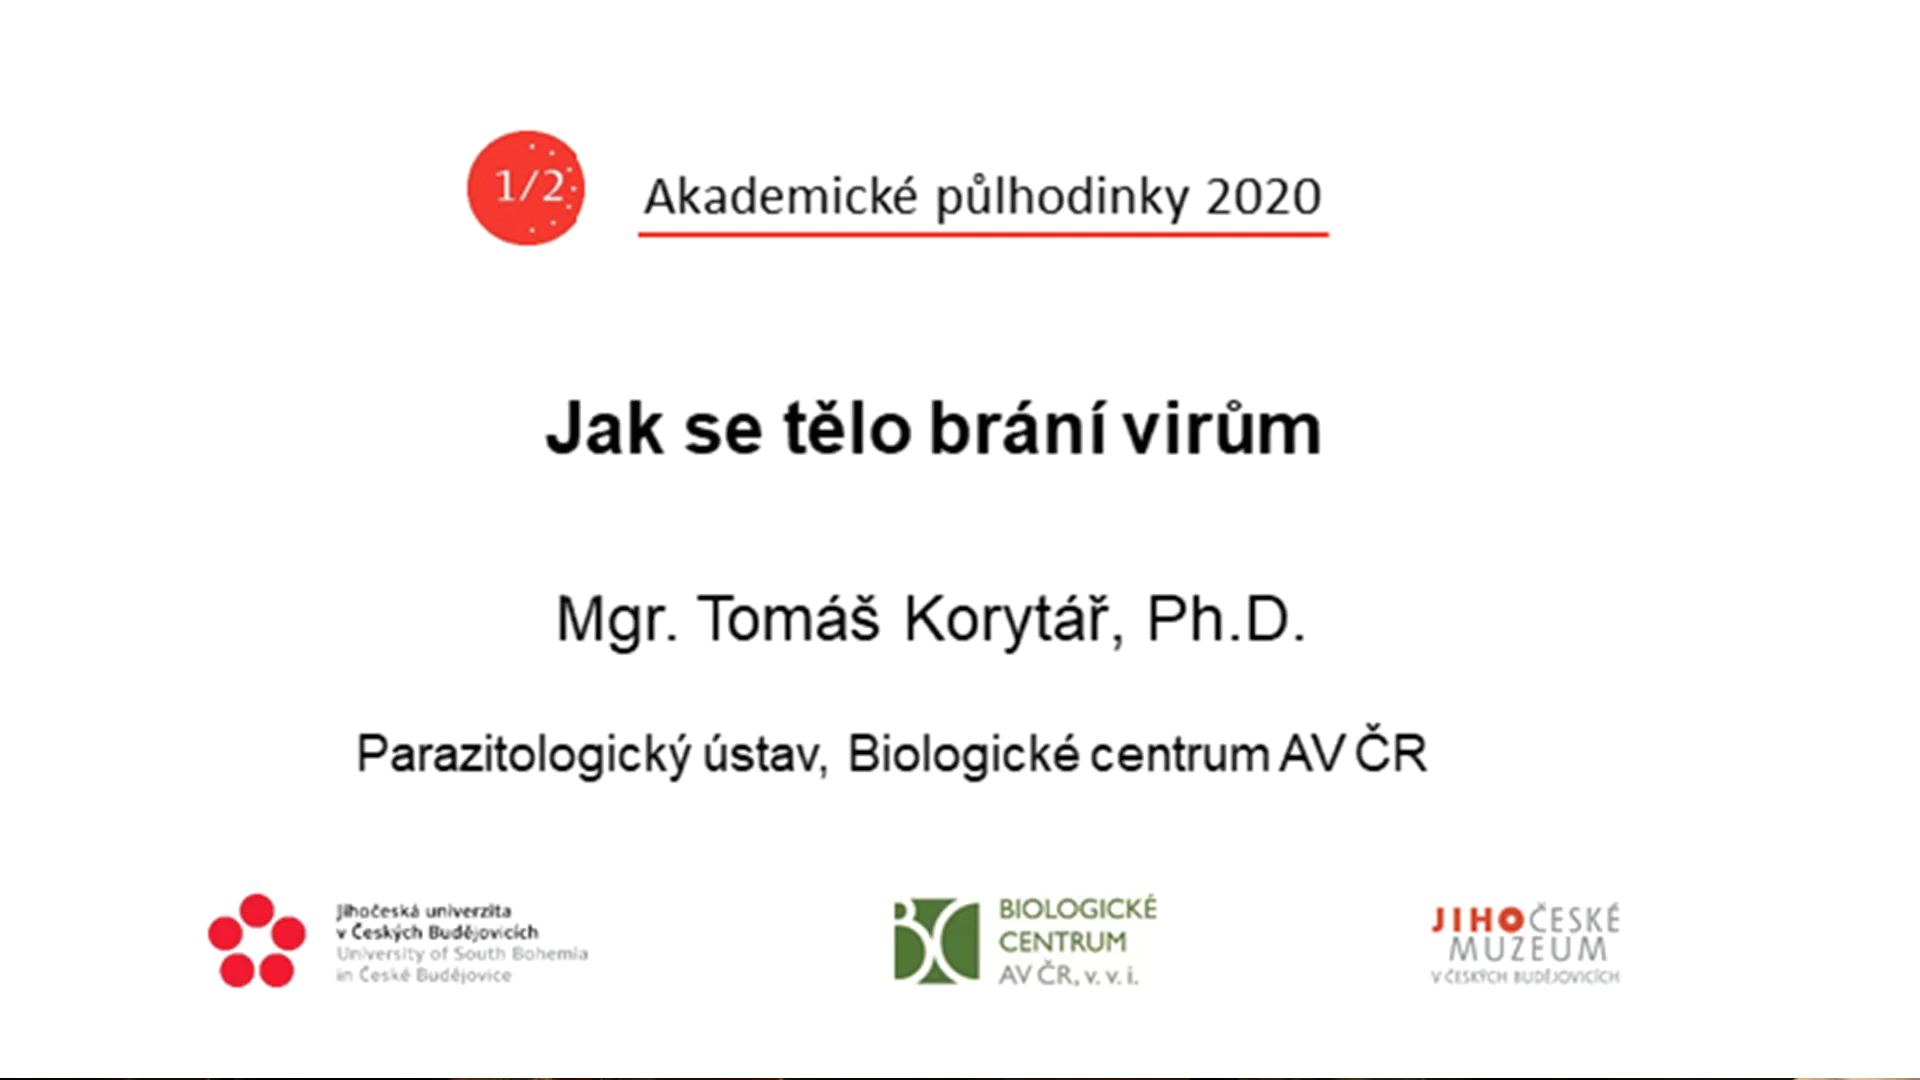 1/2
Akademické půlhodinky 2020
Jak se tělo brání virům
Mgr. Tomáš Korytář, Ph.D.
Parazitologický ústav, Biologické centrum AV ČR
Jihočeská univerzita
v Českých Budějovicích
University of South Bohemia
in České Budějovice
BC
BIOLOGICKÉ
CENTRUM
AV ČR, v. v. i.
JIHOČESKÉ
MUZEUM
V ČESKÝCH BUDĚJOVICÍCH